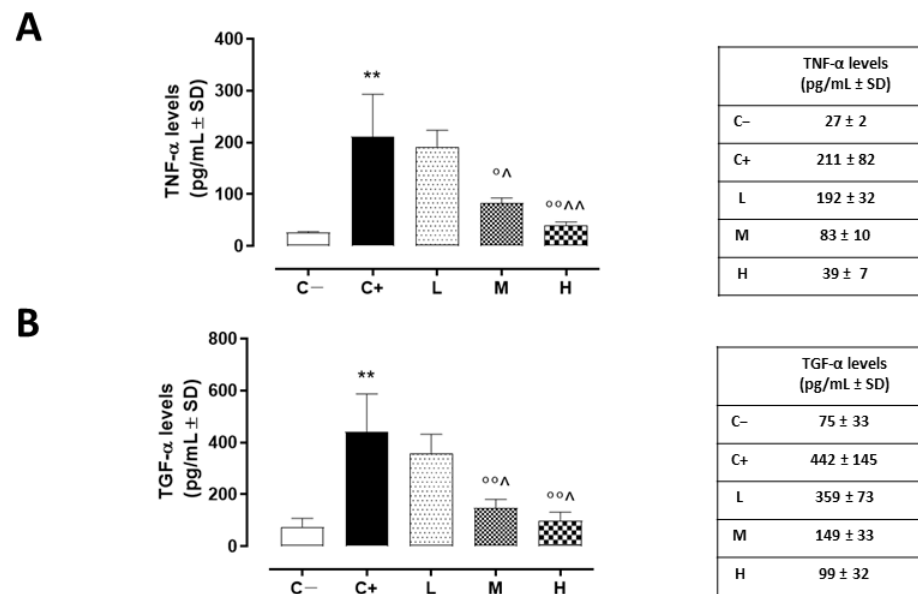 A
TNF-α levels
(pg/mL ± SD)
400
300
200
100
0
**
°^
°°^^
C— C+ L M H
TNF-α levels
(pg/mL ± SD)
C– 27 ± 2
C+ 211 ± 82
L 192 ± 32
M 83 ± 10
H 39 ± 7
B
TGF-α levels
(pg/mL ± SD)
800
600
400
200
0
**
°°^
°°^
C— C+ L M H
TGF-α levels
(pg/mL ± SD)
C– 75 ± 33
C+ 442 ± 145
L 359 ± 73
M 149 ± 33
H 99 ± 32